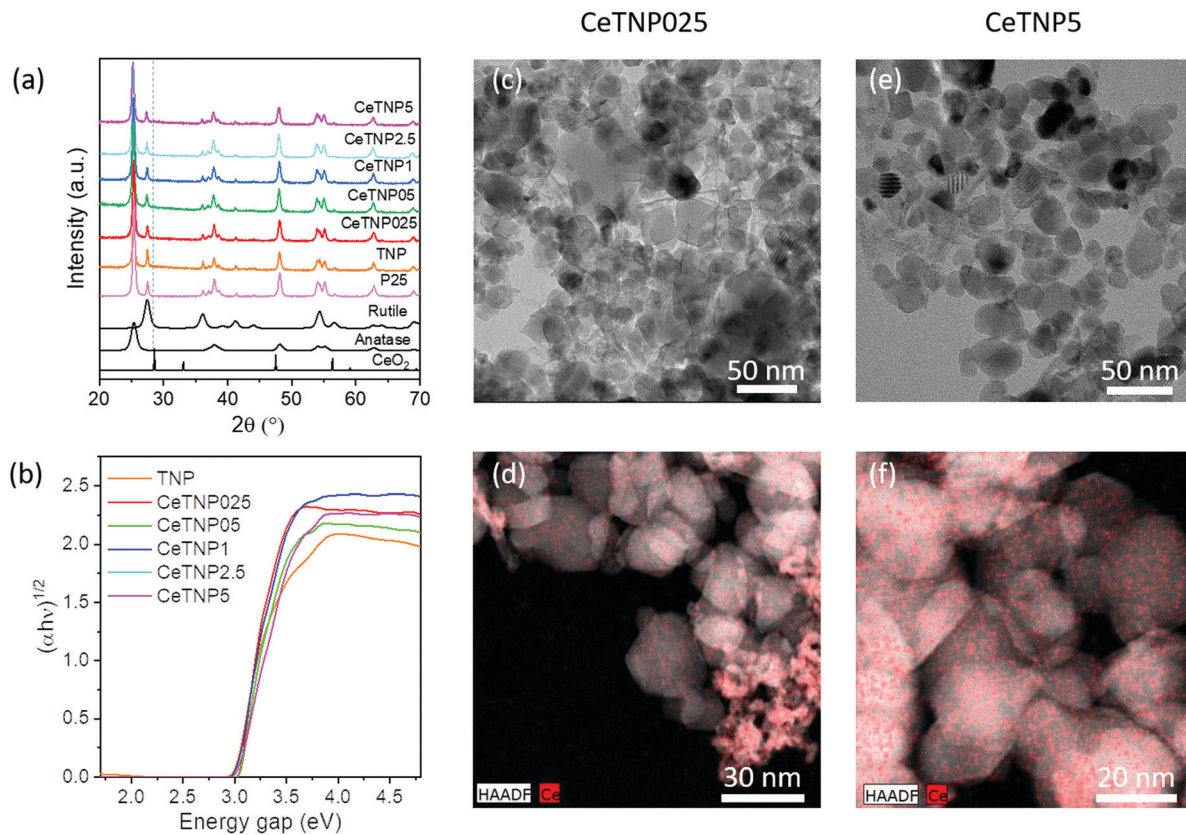 CeTNP025
CeTNP5
(a)
CeTNP5
CeTNP2.5
CeTNP1
CeTNP05
CeTNP025
TNP
P25
Rutile
Anatase
CeO₂
Intensity (a.u.)
20 30 40 50 60 70
2θ (°)
(c)
50 nm
(e)
50 nm
(b)
TNP
CeTNP025
CeTNP05
CeTNP1
CeTNP2.5
CeTNP5
2.5
2.0
1.5
1.0
0.5
0.0
(αhν)1/2
2.0 2.5 3.0 3.5 4.0 4.5
Energy gap (eV)
(d)
HAADF Ce
30 nm
(f)
HAADF Ce
20 nm